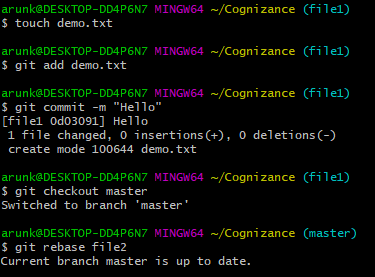 arunk@DESKTOP-DD4P6N7 MINGW64 ~/Cognizance (file1)
$ touch demo.txt
arunk@DESKTOP-DD4P6N7 MINGW64 ~/Cognizance (file1)
$ git add demo.txt
arunk@DESKTOP-DD4P6N7 MINGW64 ~/Cognizance (file1)
$ git commit -m "Hello"
[file1 0d03091] Hello
 1 file changed, 0 insertions(+), 0 deletions(-)
 create mode 100644 demo.txt
arunk@DESKTOP-DD4P6N7 MINGW64 ~/Cognizance (file1)
$ git checkout master
Switched to branch 'master'
arunk@DESKTOP-DD4P6N7 MINGW64 ~/Cognizance (master)
$ git rebase file2
Current branch master is up to date.